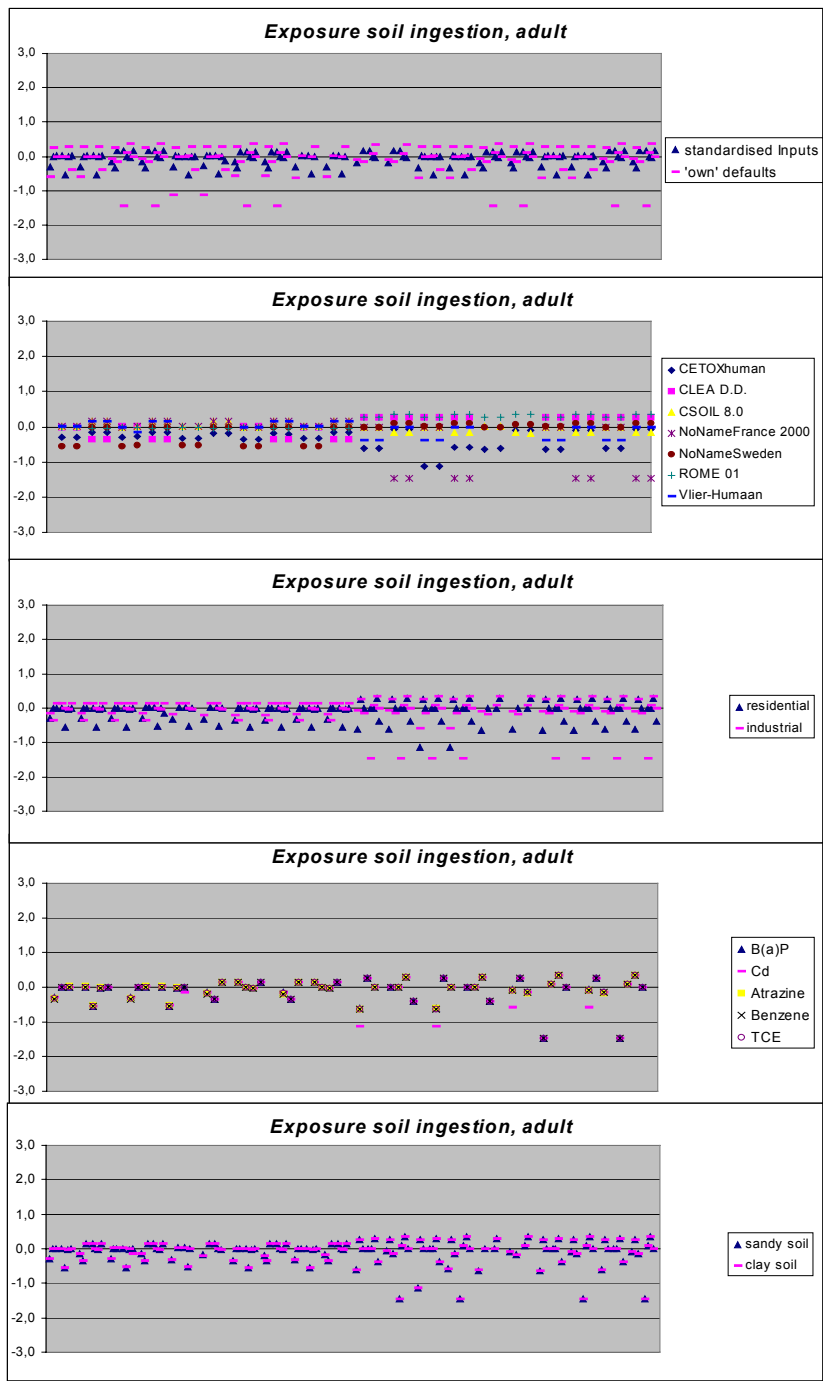 Exposure soil ingestion, adult
3,0
2,0
1,0
0,0
-1,0
-2,0
-3,0
standardised Inputs
'own' defaults
Exposure soil ingestion, adult
3,0
2,0
1,0
0,0
-1,0
-2,0
-3,0
CETOXhuman
CLEA D.D.
CSOIL 8.0
NoNameFrance 2000
NoNameSweden
ROME 01
Vlier-Humaan
Exposure soil ingestion, adult
3,0
2,0
1,0
0,0
-1,0
-2,0
-3,0
residential
industrial
Exposure soil ingestion, adult
3,0
2,0
1,0
0,0
-1,0
-2,0
-3,0
B(a)P
Cd
Atrazine
Benzene
TCE
Exposure soil ingestion, adult
3,0
2,0
1,0
0,0
-1,0
-2,0
-3,0
sandy soil
clay soil